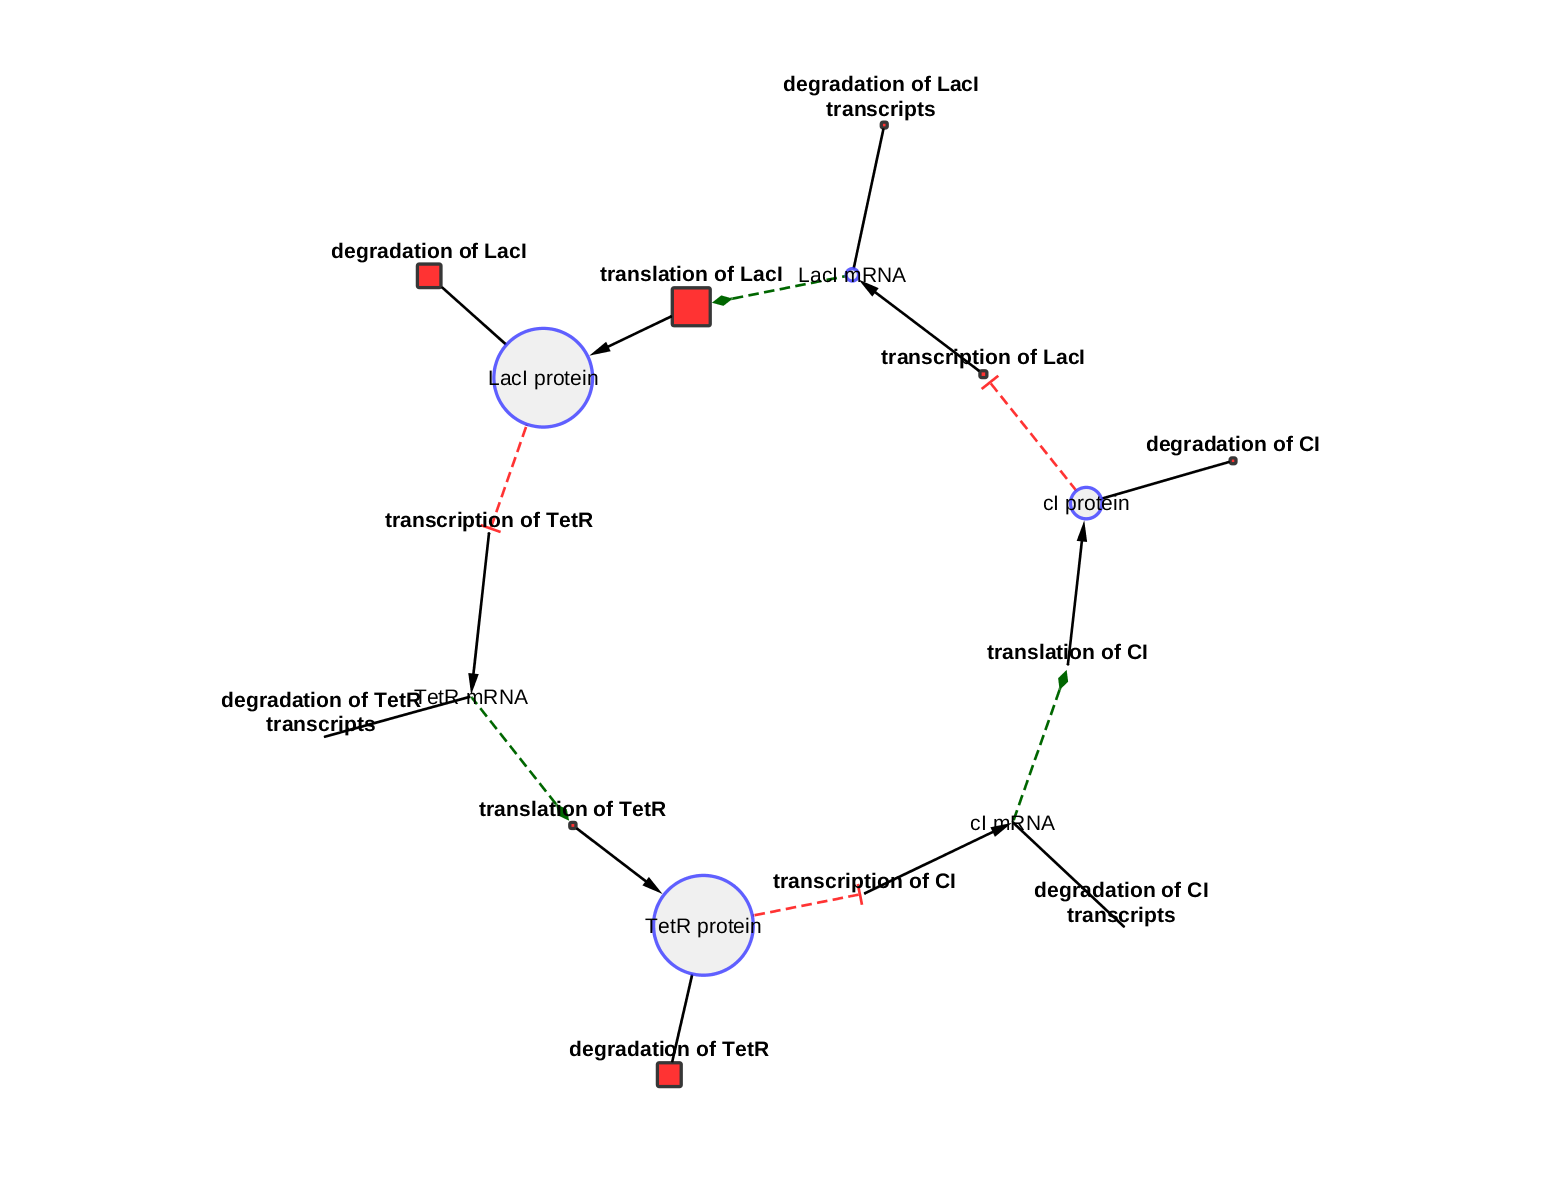 degradation of LacI
transcripts
degradation of LacI
translation of LacI
LacI mRNA
transcription of LacI
LacI protein
degradation of CI
cI protein
transcription of TetR
translation of CI
degradation of TetR
transcripts
TetR mRNA
translation of TetR
cI mRNA
transcription of CI
degradation of CI
transcripts
TetR protein
degradation of TetR